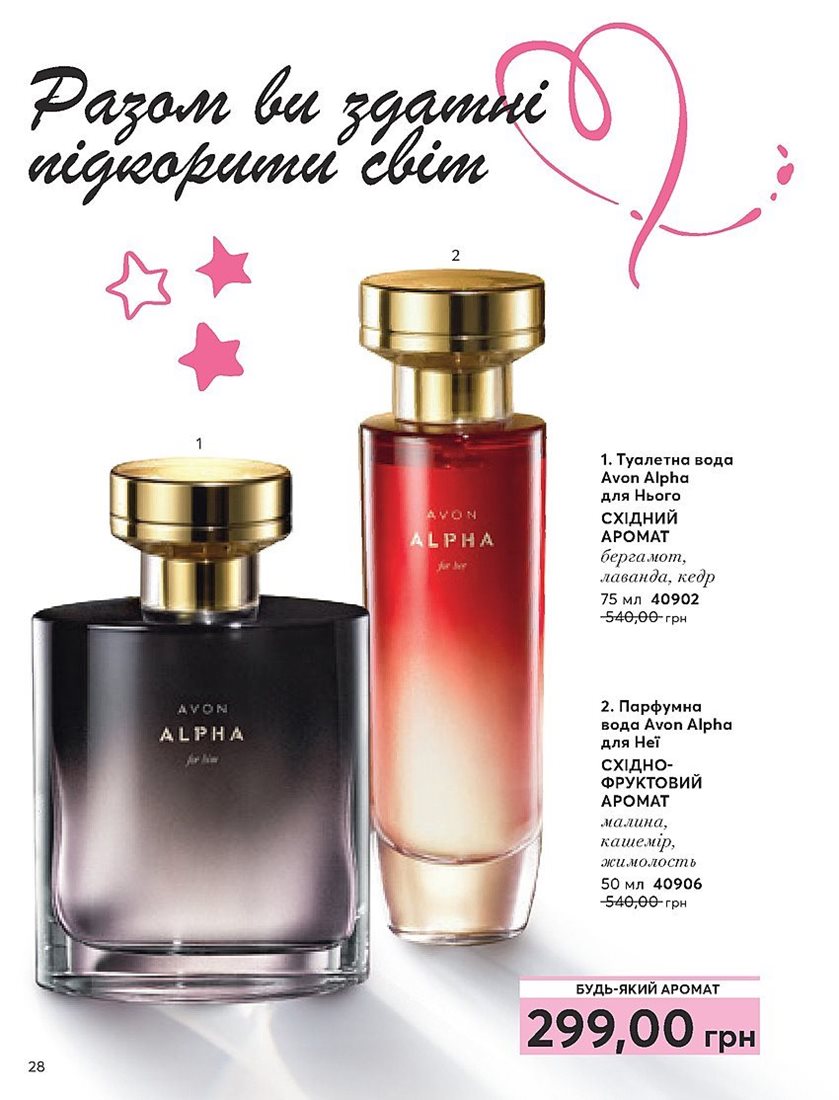 Разом ви здатні
підкорити світ
2
1
AVON
ALPHA
for her
AVON
ALPHA
for him
1. Туалетна вода
Avon Alpha
для Нього
СХІДНИЙ
АРОМАТ
бергамот,
лаванда, кедр
75 мл 40902
540,00 грн
2. Парфумна
вода Avon Alpha
для Неї
СХІДНО-
ФРУКТОВИЙ
АРОМАТ
малина,
кашемір,
жимолость
50 мл 40906
540,00 грн
БУДЬ-ЯКИЙ АРОМАТ
299,00 грн
28